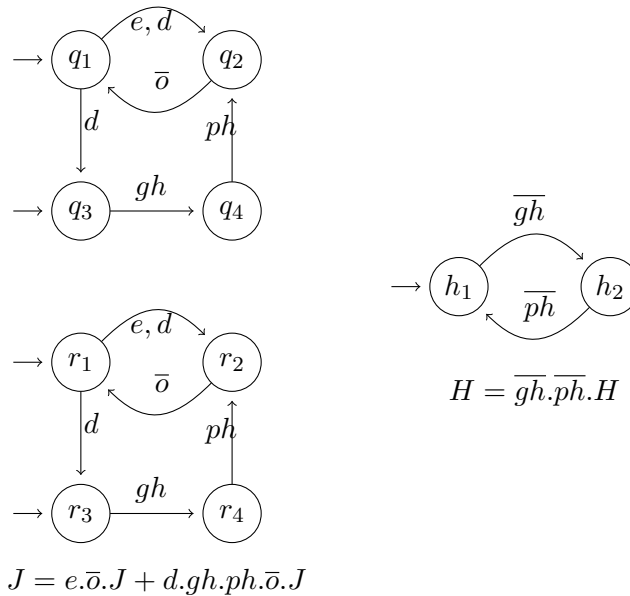 e, d
q₁ q₂
o̅
d ph
gh
q₃ q₄
g̅h̅
h₁ h₂
p̅h̅
H = g̅h̅.p̅h̅.H
e, d
r₁ r₂
o̅
d ph
gh
r₃ r₄
J = e.o̅.J + d.gh.ph.o̅.J